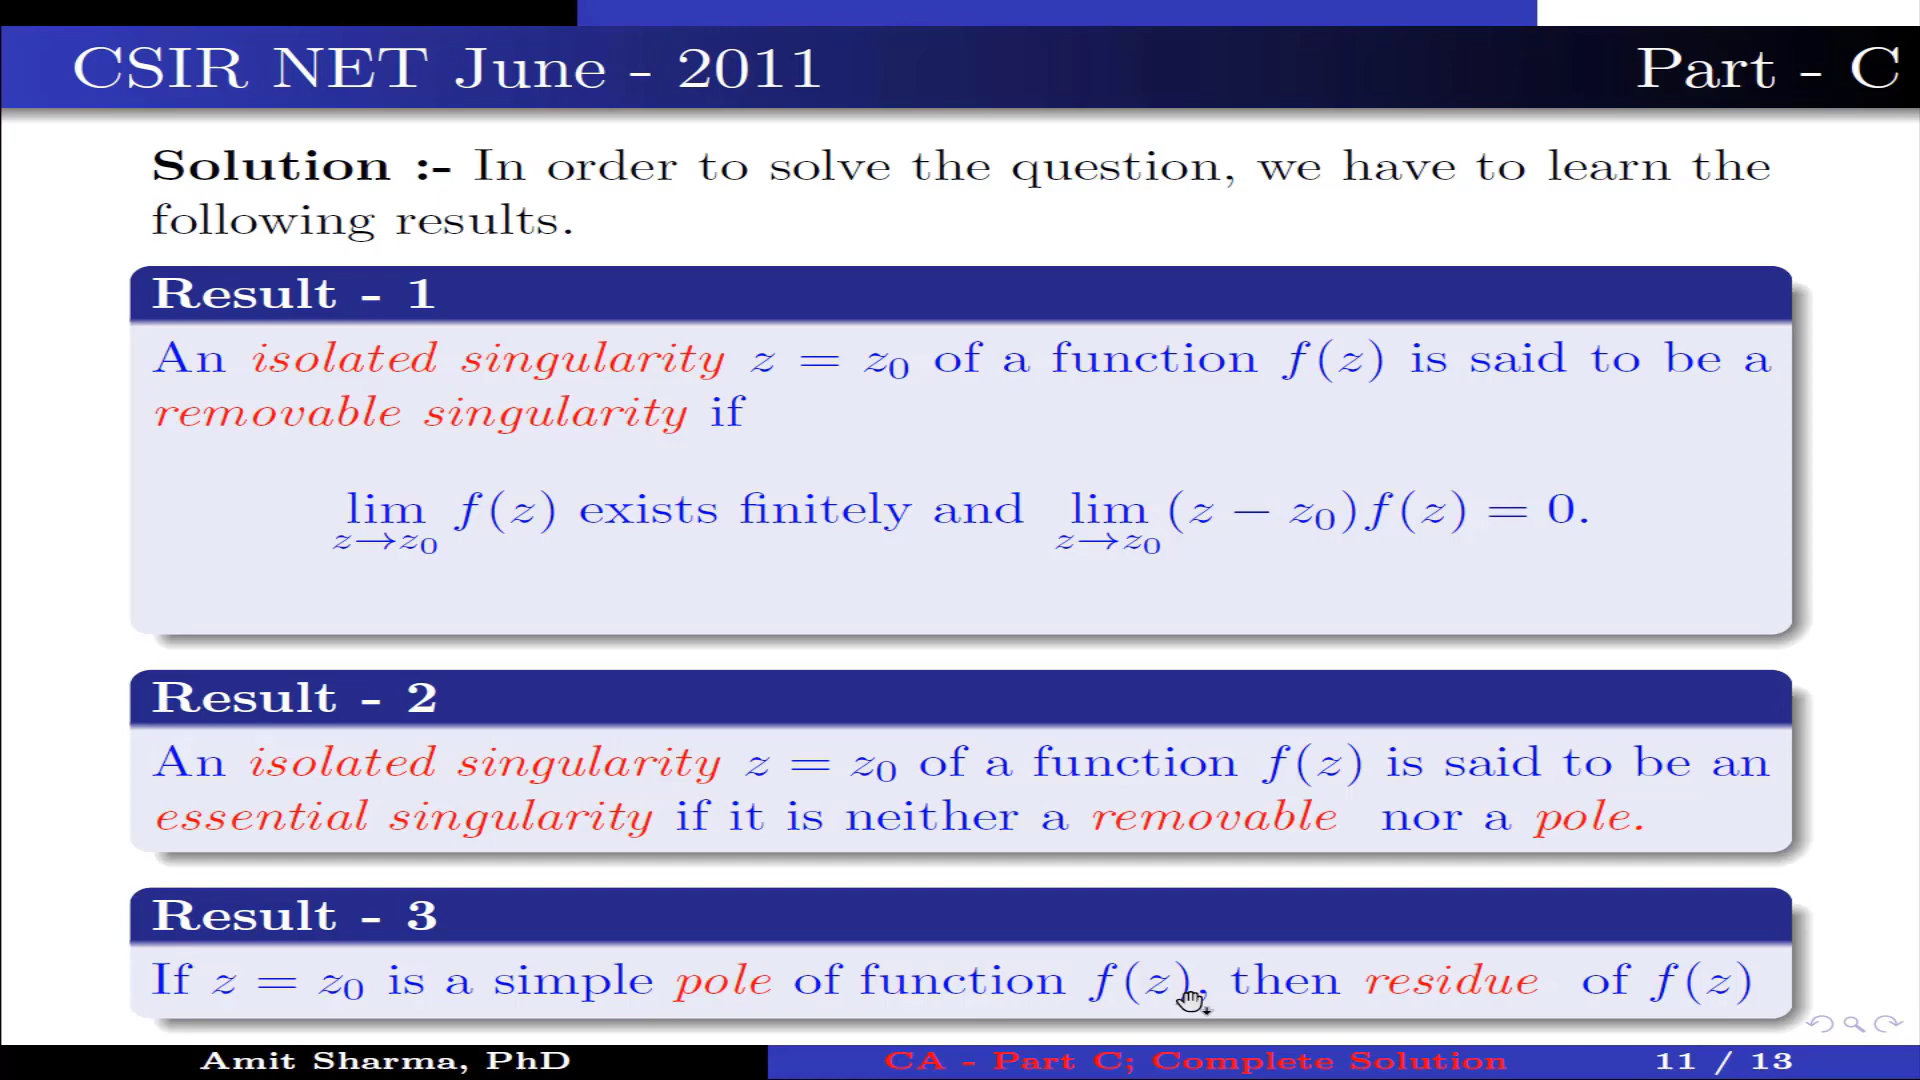 CSIR NET June - 2011 Part - C
Solution :- In order to solve the question, we have to learn the
following results.
Result - 1
An isolated singularity z = z₀ of a function f(z) is said to be a
removable singularity if
lim_{z→z₀} f(z) exists finitely and lim_{z→z₀} (z − z₀)f(z) = 0.
Result - 2
An isolated singularity z = z₀ of a function f(z) is said to be an
essential singularity if it is neither a removable nor a pole.
Result - 3
If z = z₀ is a simple pole of function f(z), then residue of f(z)
Amit Sharma, PhD CA - Part C; Complete Solution 11 / 13